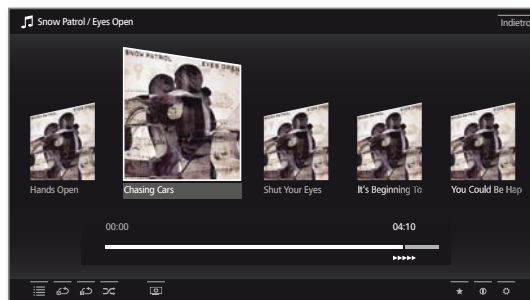 Snow Patrol / Eyes Open
Indietro
SNOW PATROL EYES OPEN
Hands Open
Chasing Cars
Shut Your Eyes
It's Beginning To
You Could Be Hap
00:00
04:10